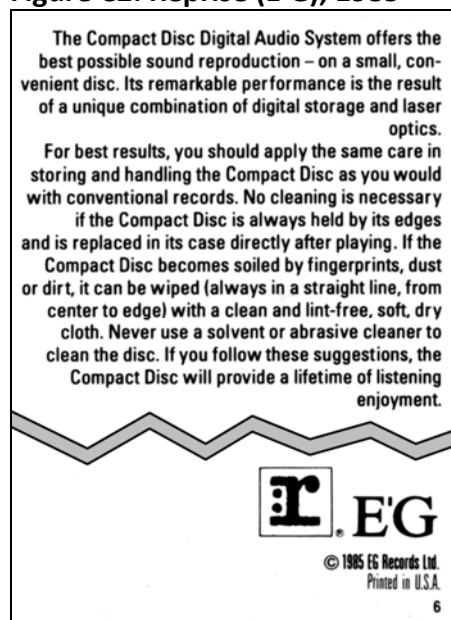 Figure C2: Reprise (E'G), 1985
The Compact Disc Digital Audio System offers the
best possible sound reproduction – on a small, con-
venient disc. Its remarkable performance is the result
of a unique combination of digital storage and laser
optics.
For best results, you should apply the same care in
storing and handling the Compact Disc as you would
with conventional records. No cleaning is necessary
if the Compact Disc is always held by its edges
and is replaced in its case directly after playing. If the
Compact Disc becomes soiled by fingerprints, dust
or dirt, it can be wiped (always in a straight line, from
center to edge) with a clean and lint-free, soft, dry
cloth. Never use a solvent or abrasive cleaner to
clean the disc. If you follow these suggestions, the
Compact Disc will provide a lifetime of listening
enjoyment.
r® E'G
© 1985 EG Records Ltd.
Printed in U.S.A.
6